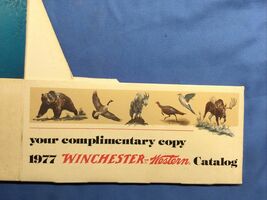 your complimentary copy
1977 WINCHESTER-Western Catalog